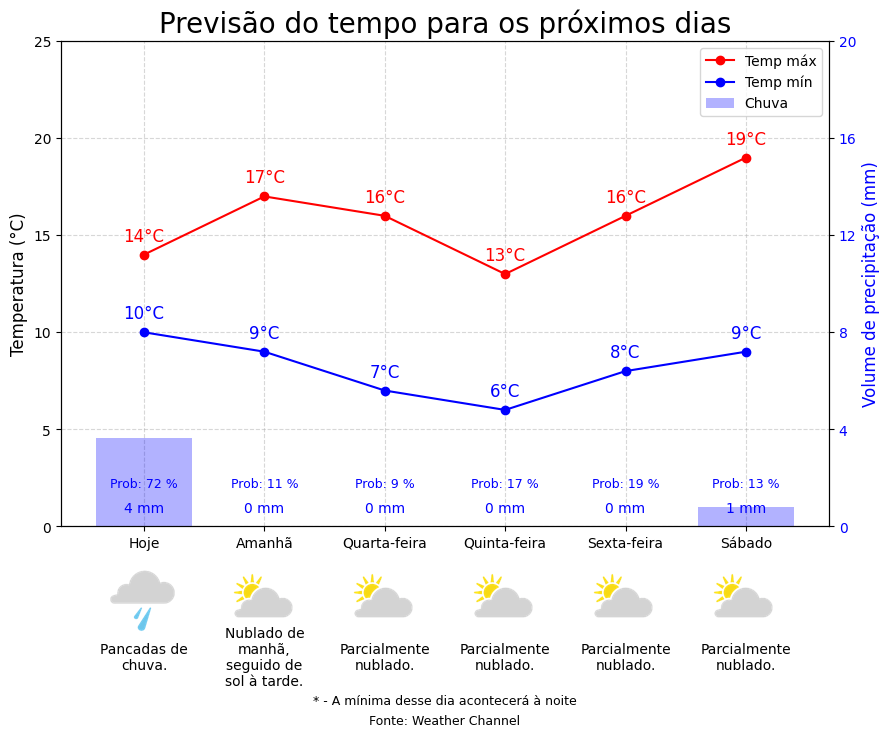 Previsão do tempo para os próximos dias
25
20
15
10
5
0
Temperatura (°C)
20
16
12
8
4
0
Volume de precipitação (mm)
Temp máx
Temp mín
Chuva
14°C
17°C
16°C
13°C
16°C
19°C
10°C
9°C
7°C
6°C
8°C
9°C
Prob: 72 %
Prob: 11 %
Prob: 9 %
Prob: 17 %
Prob: 19 %
Prob: 13 %
4 mm
0 mm
0 mm
0 mm
0 mm
1 mm
Hoje
Amanhã
Quarta-feira
Quinta-feira
Sexta-feira
Sábado
Pancadas de
chuva.
Nublado de
manhã,
seguido de
sol à tarde.
Parcialmente
nublado.
Parcialmente
nublado.
Parcialmente
nublado.
Parcialmente
nublado.
* - A mínima desse dia acontecerá à noite
Fonte: Weather Channel